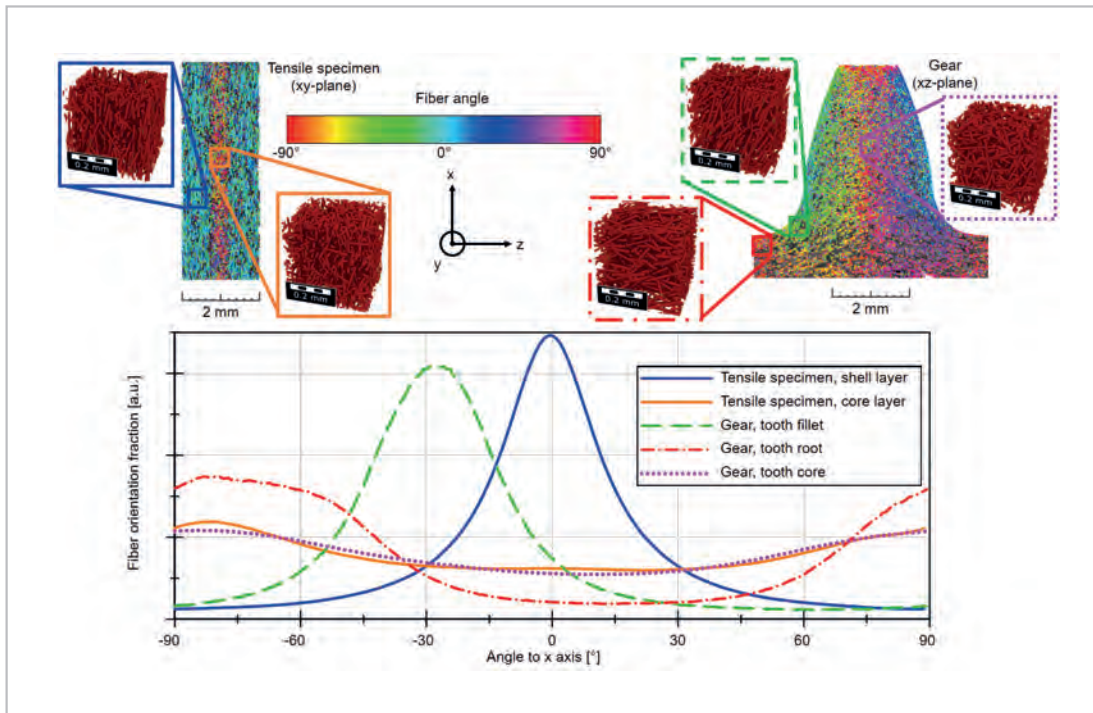 Tensile specimen
(xy-plane)
Gear
(xz-plane)
Fiber angle
-90°
0°
90°
0.2 mm
0.2 mm
0.2 mm
0.2 mm
0.2 mm
x
y
z
2 mm
2 mm
Fiber orientation fraction [a.u.]
Tensile specimen, shell layer
Tensile specimen, core layer
Gear, tooth fillet
Gear, tooth root
Gear, tooth core
-90
-60
-30
0
30
60
90
Angle to x axis [°]